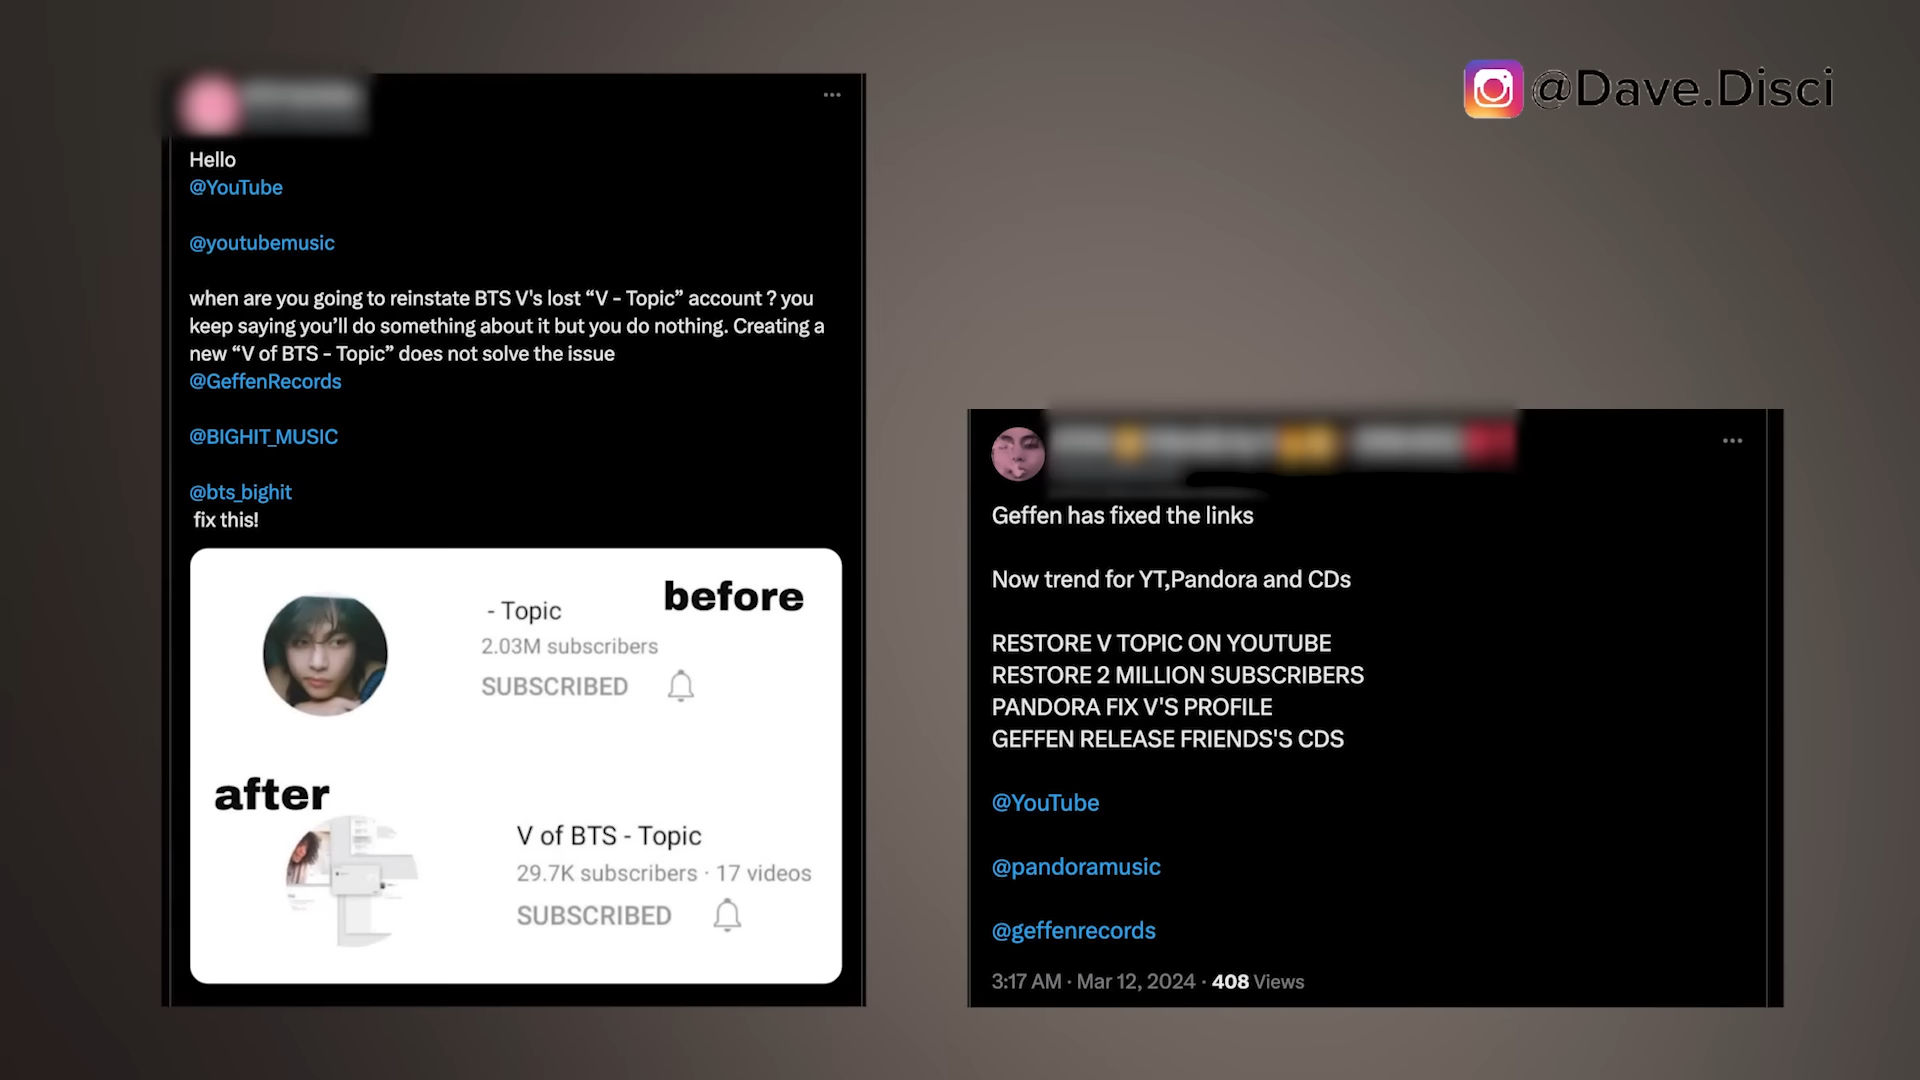 @Dave.Disci
Hello
@YouTube
@youtubemusic
when are you going to reinstate BTS V's lost “V - Topic” account ? you
keep saying you’ll do something about it but you do nothing. Creating a
new “V of BTS - Topic” does not solve the issue
@GeffenRecords
@BIGHIT_MUSIC
@bts_bighit
fix this!
before
- Topic
2.03M subscribers
SUBSCRIBED
after
V of BTS - Topic
29.7K subscribers · 17 videos
SUBSCRIBED
Geffen has fixed the links
Now trend for YT,Pandora and CDs
RESTORE V TOPIC ON YOUTUBE
RESTORE 2 MILLION SUBSCRIBERS
PANDORA FIX V'S PROFILE
GEFFEN RELEASE FRIENDS'S CDS
@YouTube
@pandoramusic
@geffenrecords
3:17 AM · Mar 12, 2024 · 408 Views